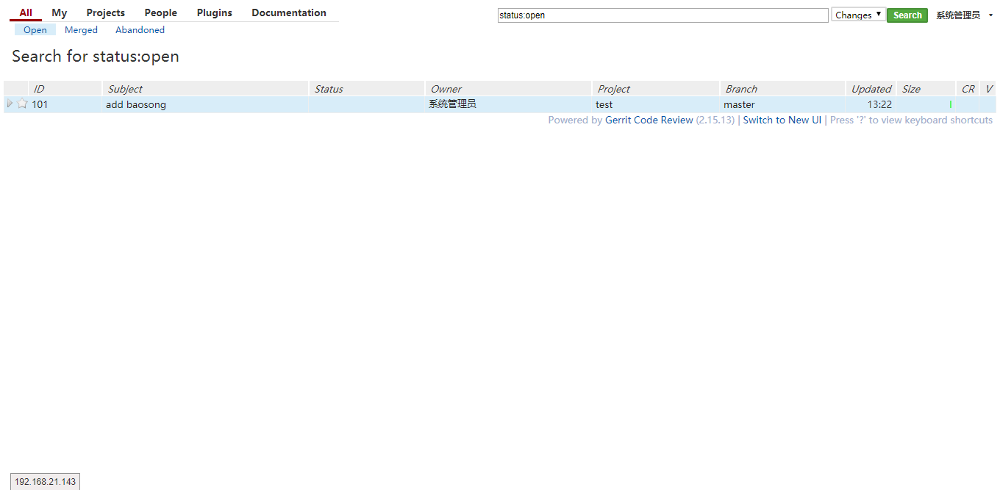 All My Projects People Plugins Documentation status:open Changes ▼ Search 系统管理员 ▾
Open Merged Abandoned
Search for status:open
ID Subject Status Owner Project Branch Updated Size CR V
101 add baosong 系统管理员 test master 13:22
Powered by Gerrit Code Review (2.15.13) | Switch to New UI | Press '?' to view keyboard shortcuts
192.168.21.143